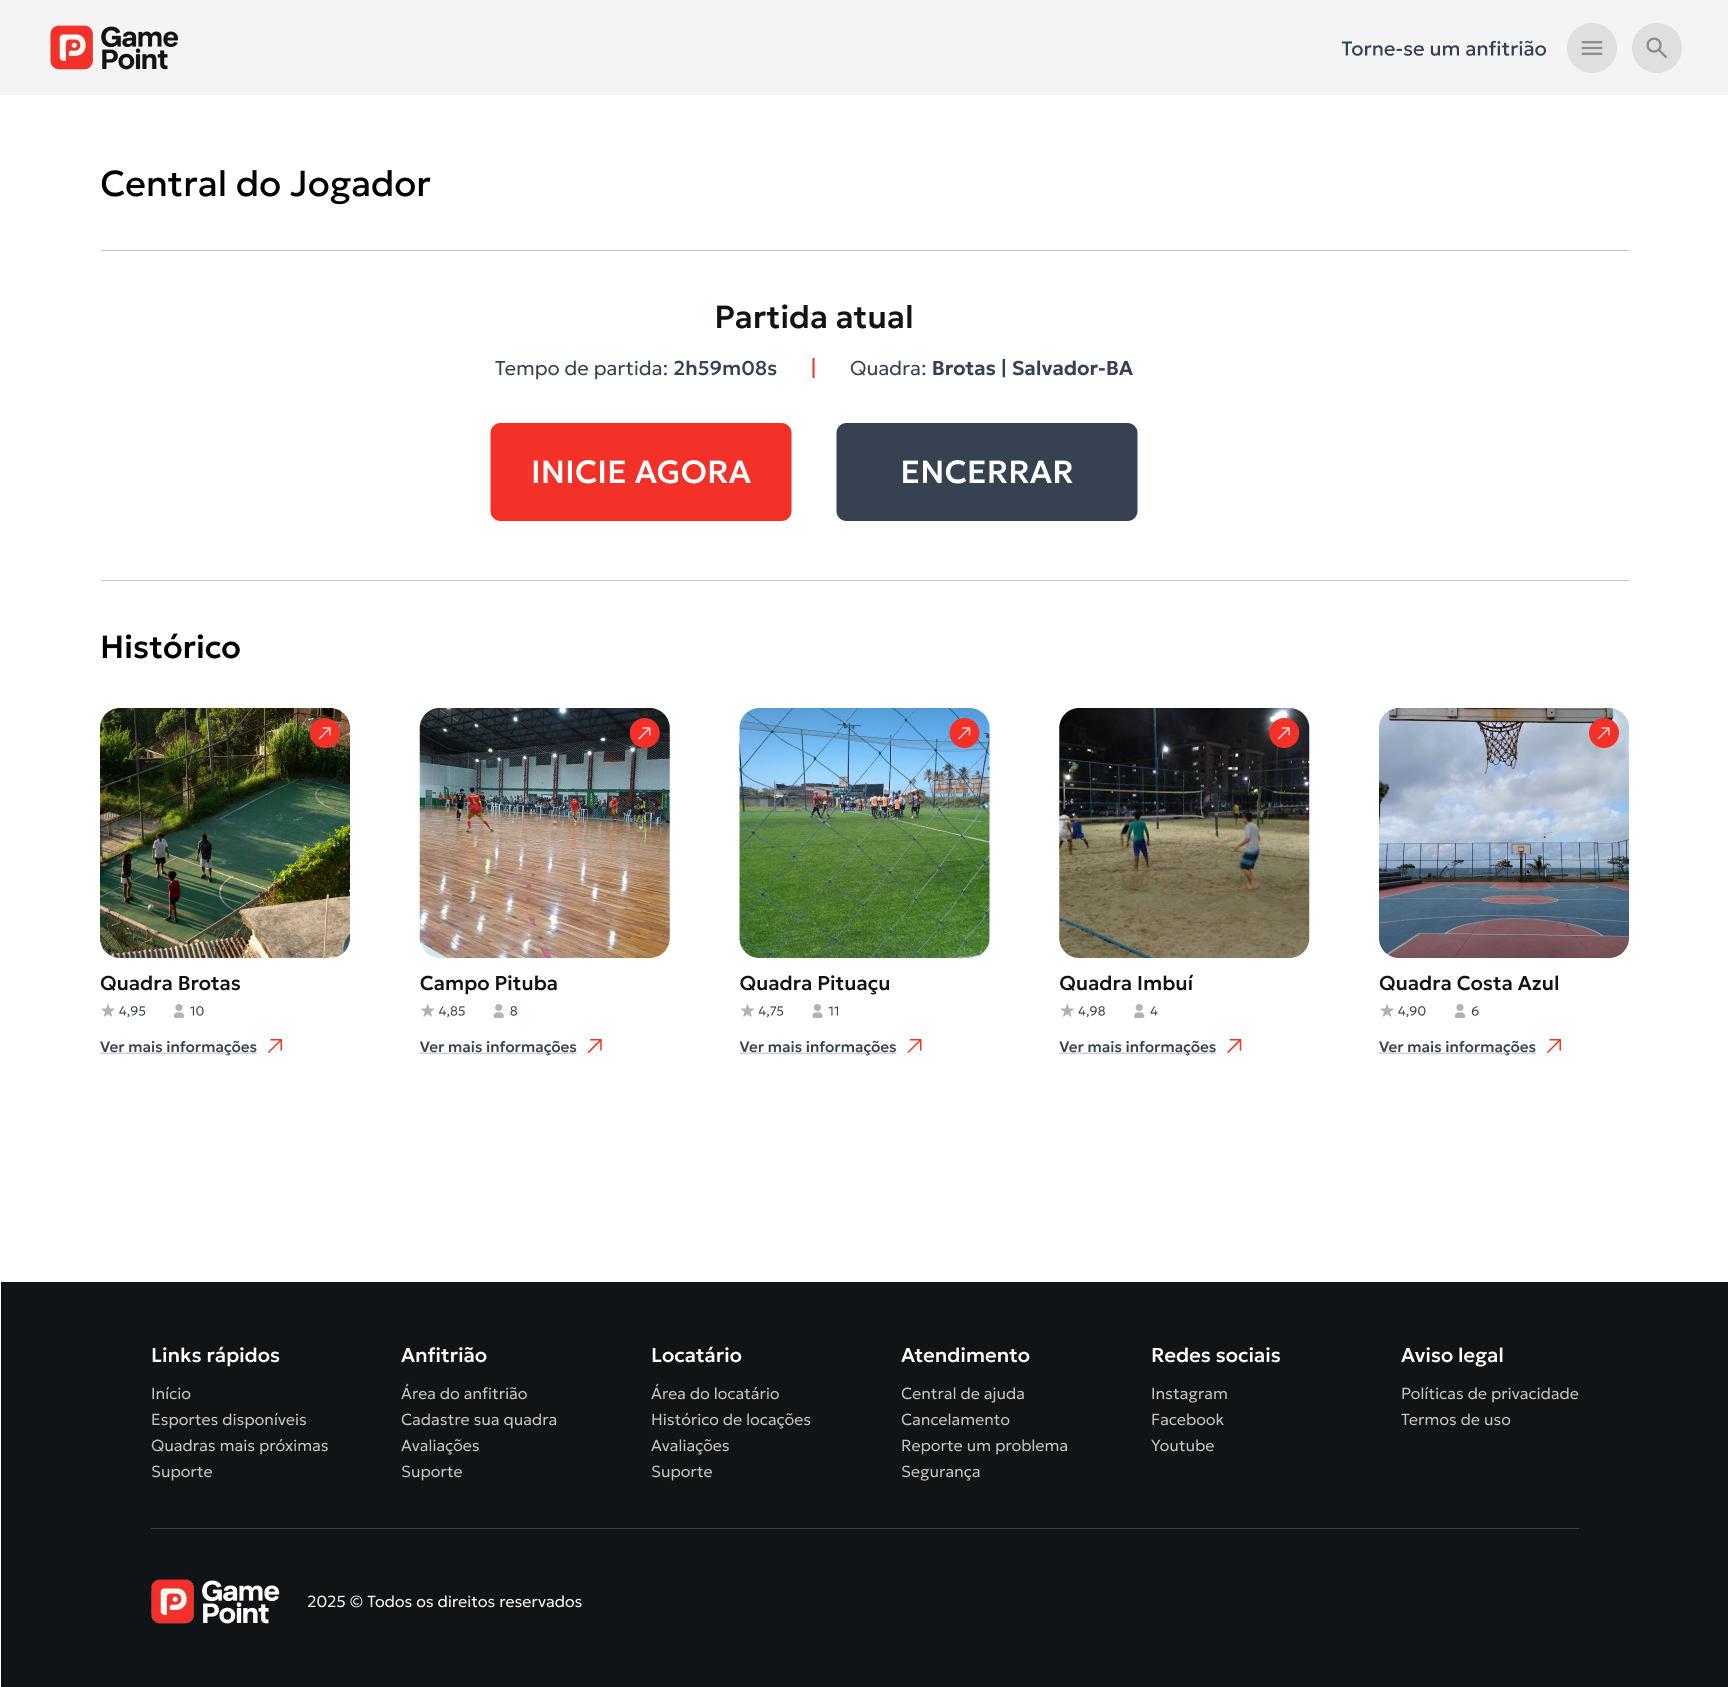 Game
Point
Torne-se um anfitrião
Central do Jogador
Partida atual
Tempo de partida: 2h59m08s | Quadra: Brotas | Salvador-BA
INICIE AGORA ENCERRAR
Histórico
Quadra Brotas
4,95 10
Ver mais informações
Campo Pituba
4,85 8
Ver mais informações
Quadra Pituaçu
4,75 11
Ver mais informações
Quadra Imbuí
4,98 4
Ver mais informações
Quadra Costa Azul
4,90 6
Ver mais informações
Links rápidos
Início
Esportes disponíveis
Quadras mais próximas
Suporte
Anfitrião
Área do anfitrião
Cadastre sua quadra
Avaliações
Suporte
Locatário
Área do locatário
Histórico de locações
Avaliações
Suporte
Atendimento
Central de ajuda
Cancelamento
Reporte um problema
Segurança
Redes sociais
Instagram
Facebook
Youtube
Aviso legal
Políticas de privacidade
Termos de uso
Game
Point
2025 © Todos os direitos reservados